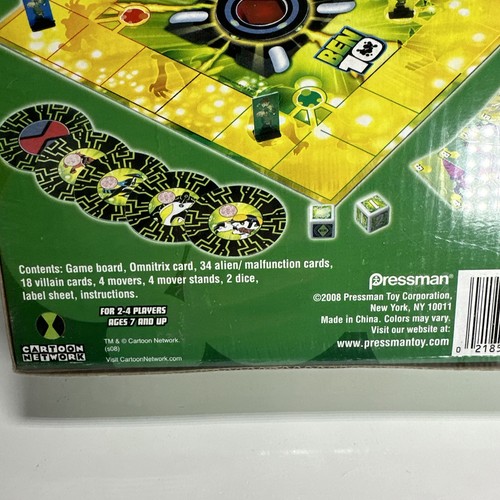 BEN
10
Contents: Game board, Omnitrix card, 34 alien/ malfunction cards,
18 villain cards, 4 movers, 4 mover stands, 2 dice,
label sheet, instructions.
FOR 2-4 PLAYERS
AGES 7 AND UP
CARTOON
NETWORK
TM & © Cartoon Network.
(s08)
Visit CartoonNetwork.com
Pressman®
©2008 Pressman Toy Corporation,
New York, NY 10011
Made in China. Colors may vary.
Visit our website at:
www.pressmantoy.com
0 2185